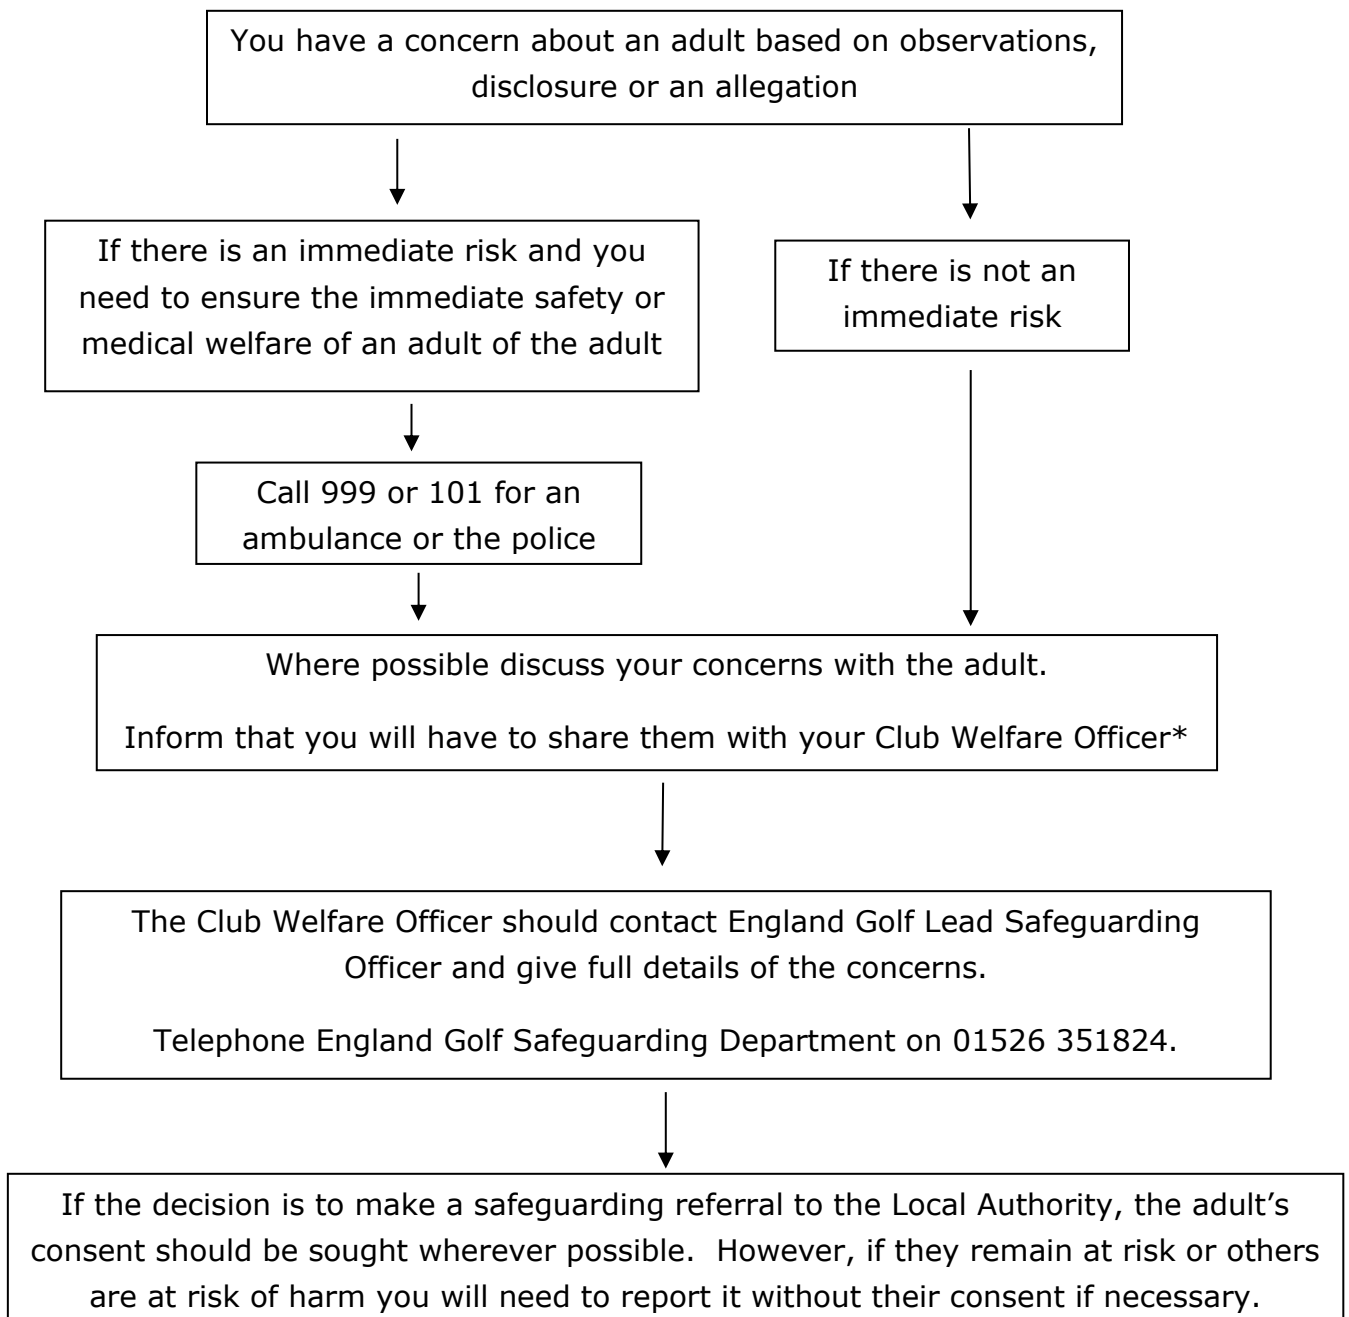 You have a concern about an adult based on observations,
disclosure or an allegation
If there is an immediate risk and you
need to ensure the immediate safety or
medical welfare of an adult of the adult
If there is not an
immediate risk
Call 999 or 101 for an
ambulance or the police
Where possible discuss your concerns with the adult.
Inform that you will have to share them with your Club Welfare Officer*
The Club Welfare Officer should contact England Golf Lead Safeguarding
Officer and give full details of the concerns.
Telephone England Golf Safeguarding Department on 01526 351824.
If the decision is to make a safeguarding referral to the Local Authority, the adult’s
consent should be sought wherever possible.  However, if they remain at risk or others
are at risk of harm you will need to report it without their consent if necessary.